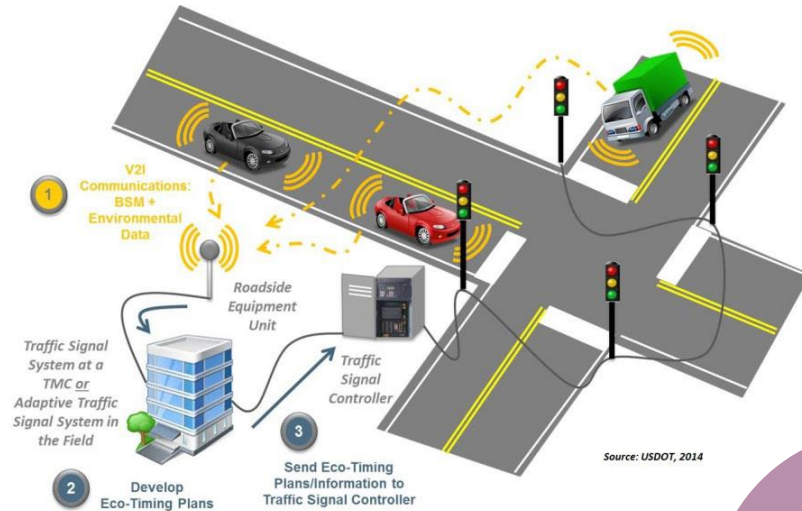 1
V2I
Communications:
BSM +
Environmental
Data
Roadside
Equipment
Unit
Traffic Signal
System at a
TMC or
Adaptive Traffic
Signal System in
the Field
Traffic
Signal
Controller
2
Develop
Eco-Timing Plans
3
Send Eco-Timing
Plans/Information to
Traffic Signal Controller
Source: USDOT, 2014